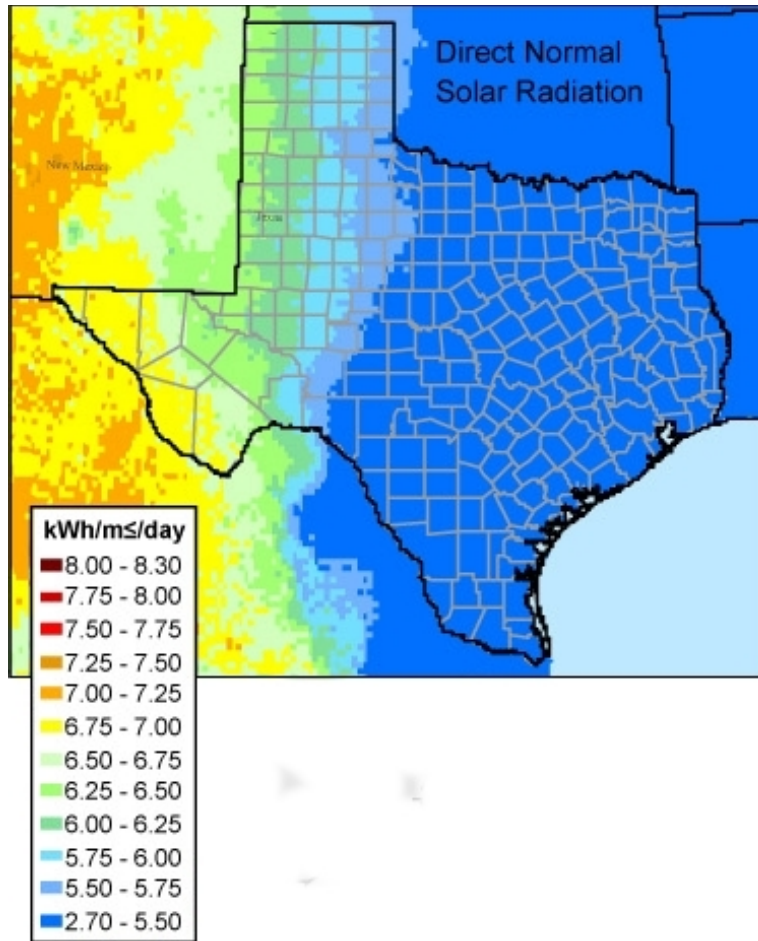 Direct Normal
Solar Radiation
New Mexico
Texas
kWh/m≤/day
8.00 - 8.30
7.75 - 8.00
7.50 - 7.75
7.25 - 7.50
7.00 - 7.25
6.75 - 7.00
6.50 - 6.75
6.25 - 6.50
6.00 - 6.25
5.75 - 6.00
5.50 - 5.75
2.70 - 5.50